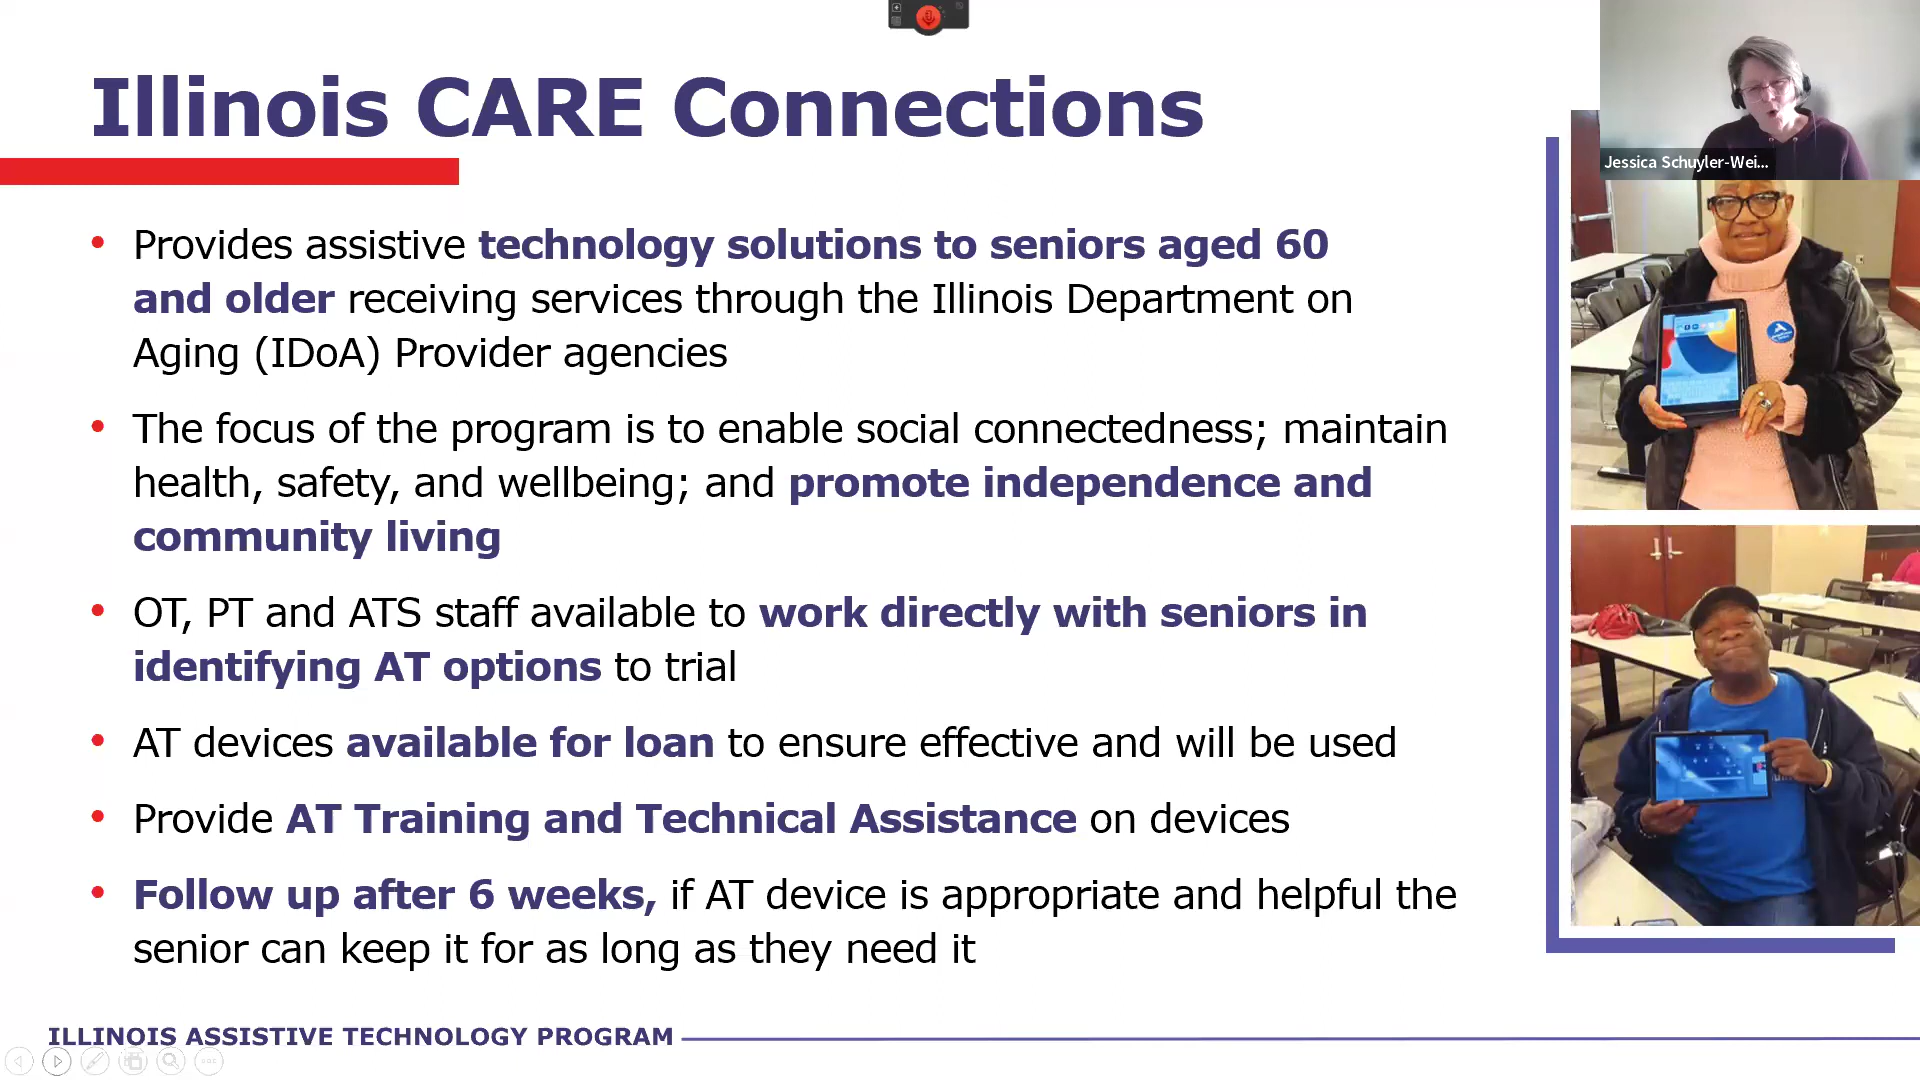 Illinois CARE Connections
Jessica Schuyler-Wei...
• Provides assistive technology solutions to seniors aged 60
and older receiving services through the Illinois Department on
Aging (IDoA) Provider agencies
• The focus of the program is to enable social connectedness; maintain
health, safety, and wellbeing; and promote independence and
community living
• OT, PT and ATS staff available to work directly with seniors in
identifying AT options to trial
• AT devices available for loan to ensure effective and will be used
• Provide AT Training and Technical Assistance on devices
• Follow up after 6 weeks, if AT device is appropriate and helpful the
senior can keep it for as long as they need it
ILLINOIS ASSISTIVE TECHNOLOGY PROGRAM